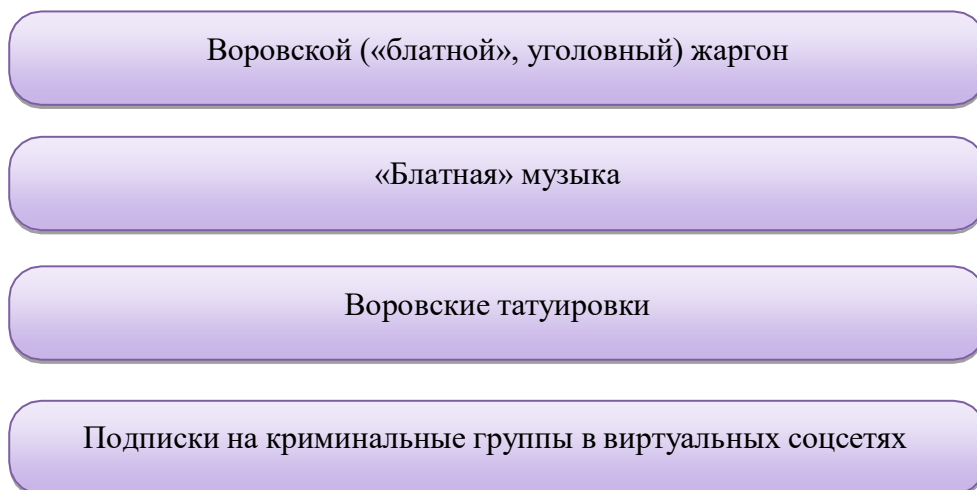 Воровской («блатной», уголовный) жаргон
«Блатная» музыка
Воровские татуировки
Подписки на криминальные группы в виртуальных соцсетях